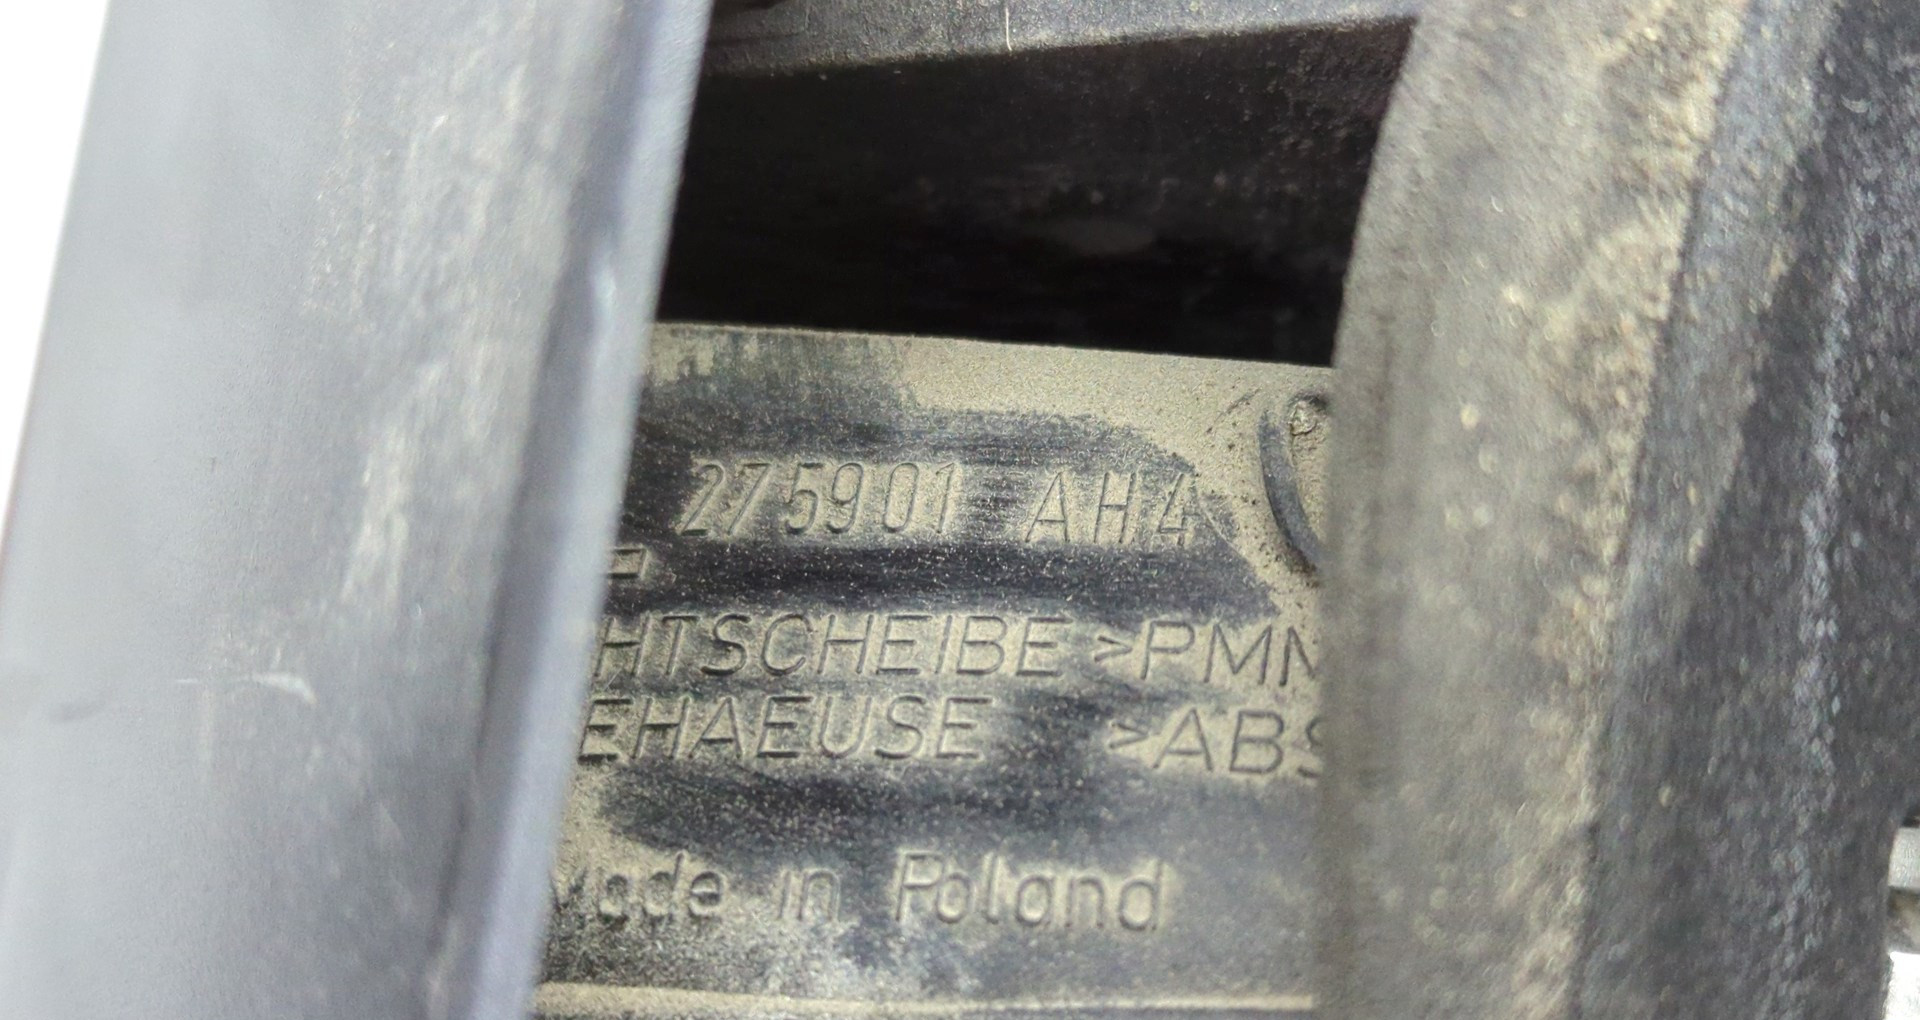 275901 AH4
HTSCHEIBE >PMM
EHAEUSE >ABS
Made in Poland